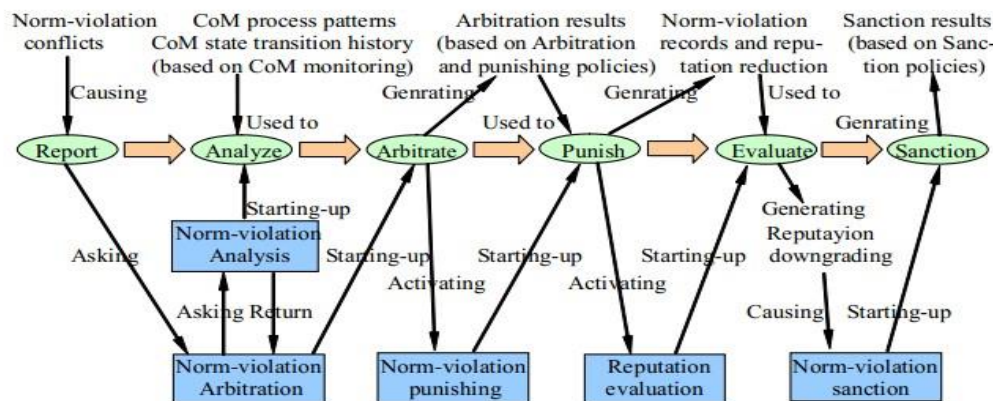 Norm-violation
conflicts
CoM process patterns
CoM state transition history
(based on CoM monitoring)
Arbitration results
(based on Arbitration
and punishing policies)
Norm-violation
records and repu-
tation reduction
Sanction results
(based on Sanc-
tion policies)
Causing
Used to
Genrating
Used to
Genrating
Used to
Genrating
Report
Analyze
Arbitrate
Punish
Evaluate
Sanction
Starting-up
Generating
Norm-violation
Analysis
Reputayion
downgrading
Asking
Starting-up
Activating
Starting-up
Activating
Starting-up
Asking
Return
Causing
Starting-up
Norm-violation
Arbitration
Norm-violation
punishing
Reputation
evaluation
Norm-violation
sanction